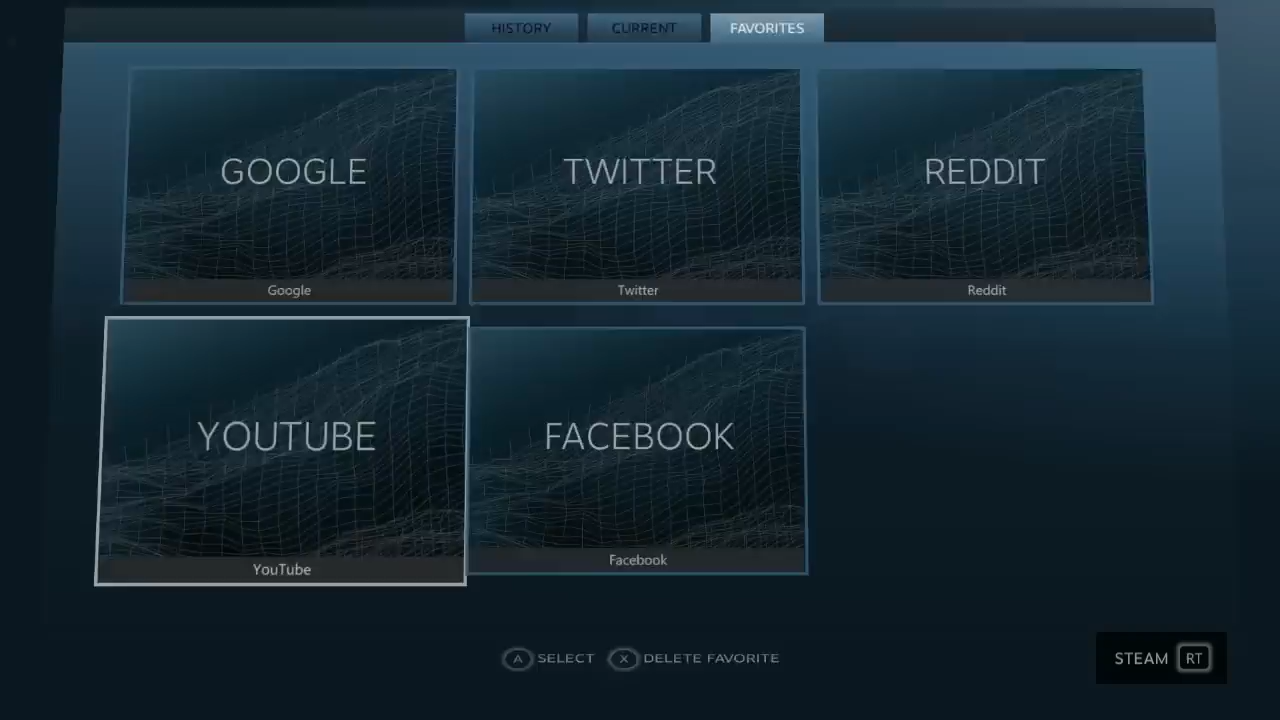 HISTORY CURRENT FAVORITES
GOOGLE TWITTER REDDIT
Google Twitter Reddit
YOUTUBE FACEBOOK
YouTube Facebook
A SELECT X DELETE FAVORITE
STEAM RT